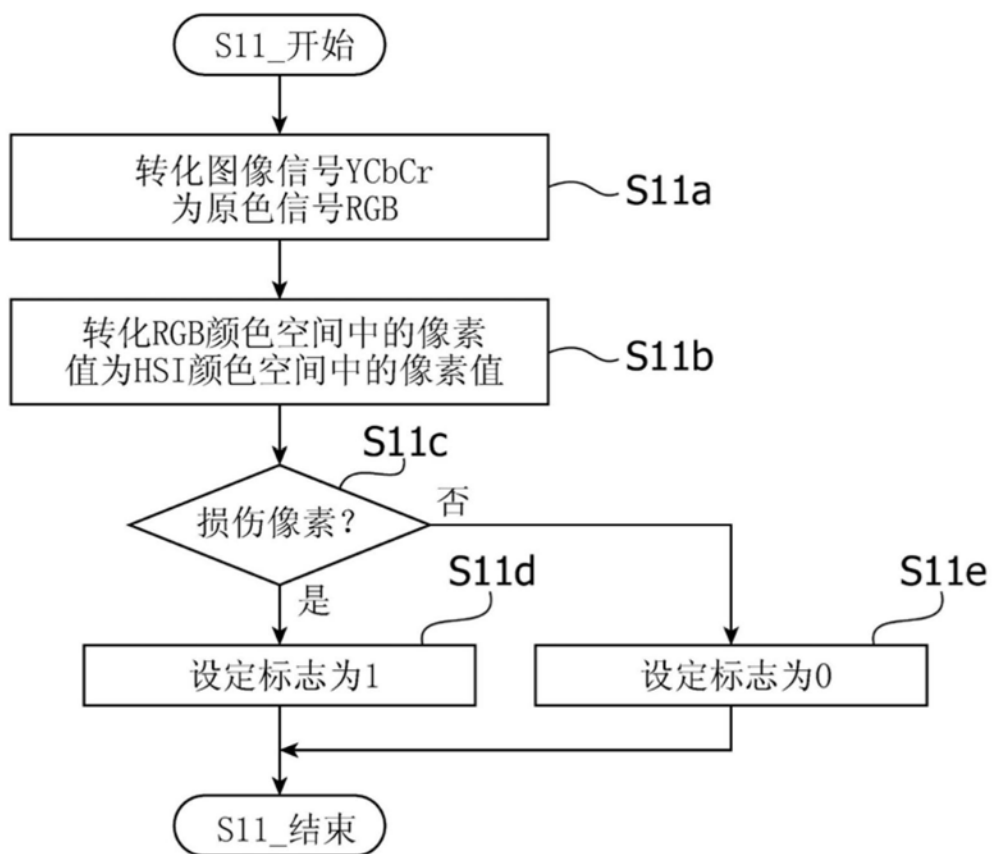 S11_开始
转化图像信号YCbCr
为原色信号RGB
S11a
转化RGB颜色空间中的像素
值为HSI颜色空间中的像素值
S11b
S11c
损伤像素?
否
是
S11d
设定标志为1
S11e
设定标志为0
S11_结束